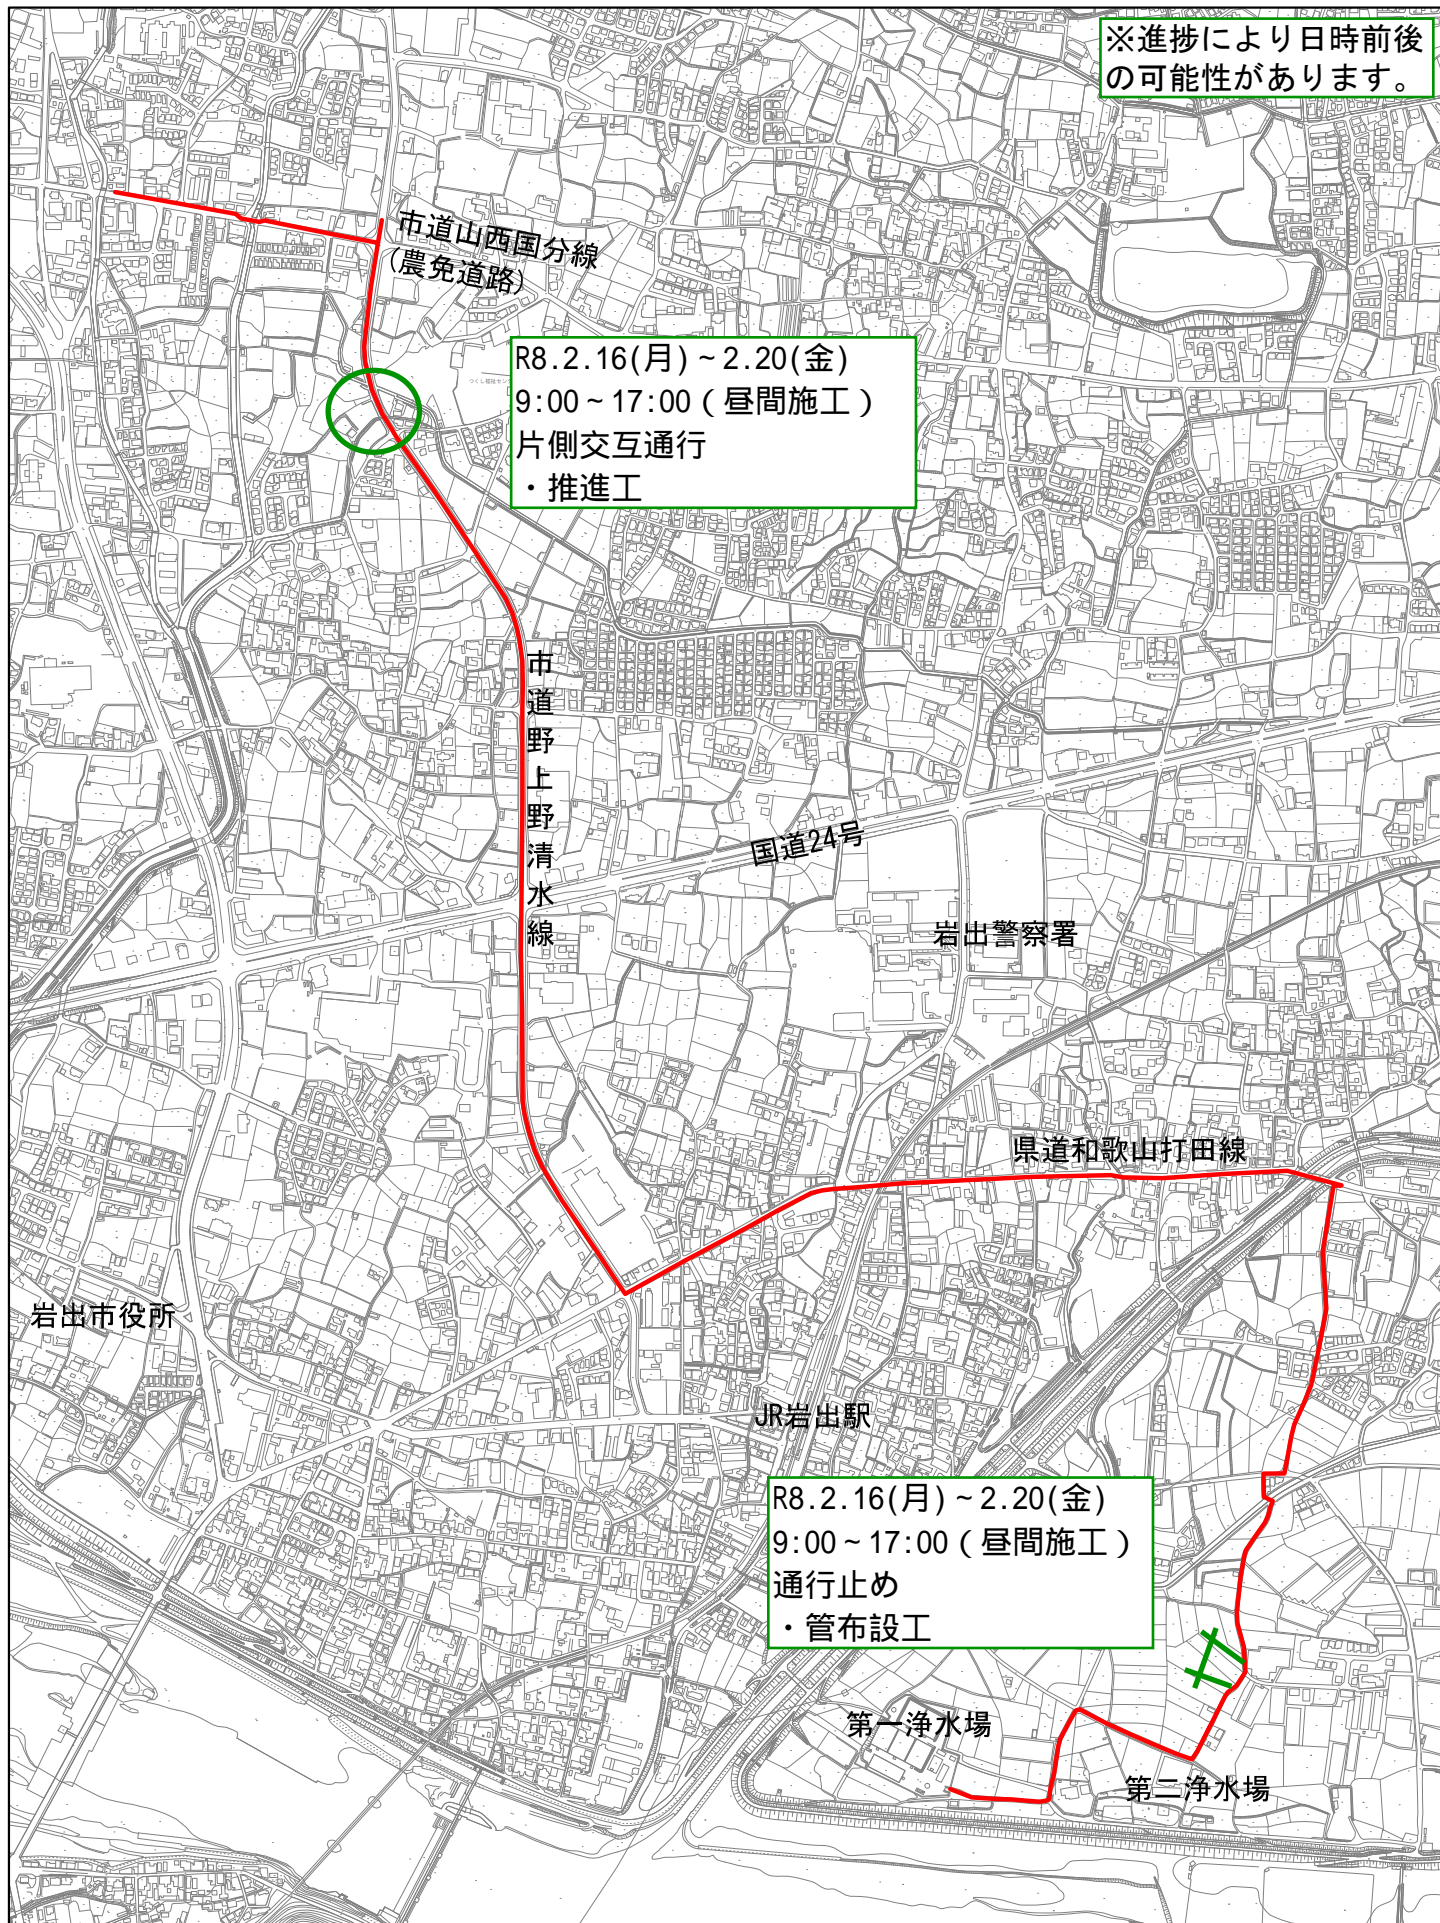 ※進捗により日時前後
の可能性があります。
市道山西国分線
(農免道路)
R8.2.16(月)~2.20(金)
9:00~17:00(昼間施工)
片側交互通行
・推進工
市道野上野清水線
国道24号
岩出警察署
県道和歌山打田線
岩出市役所
JR岩出駅
R8.2.16(月)~2.20(金)
9:00~17:00(昼間施工)
通行止め
・管布設工
第一浄水場
第二浄水場